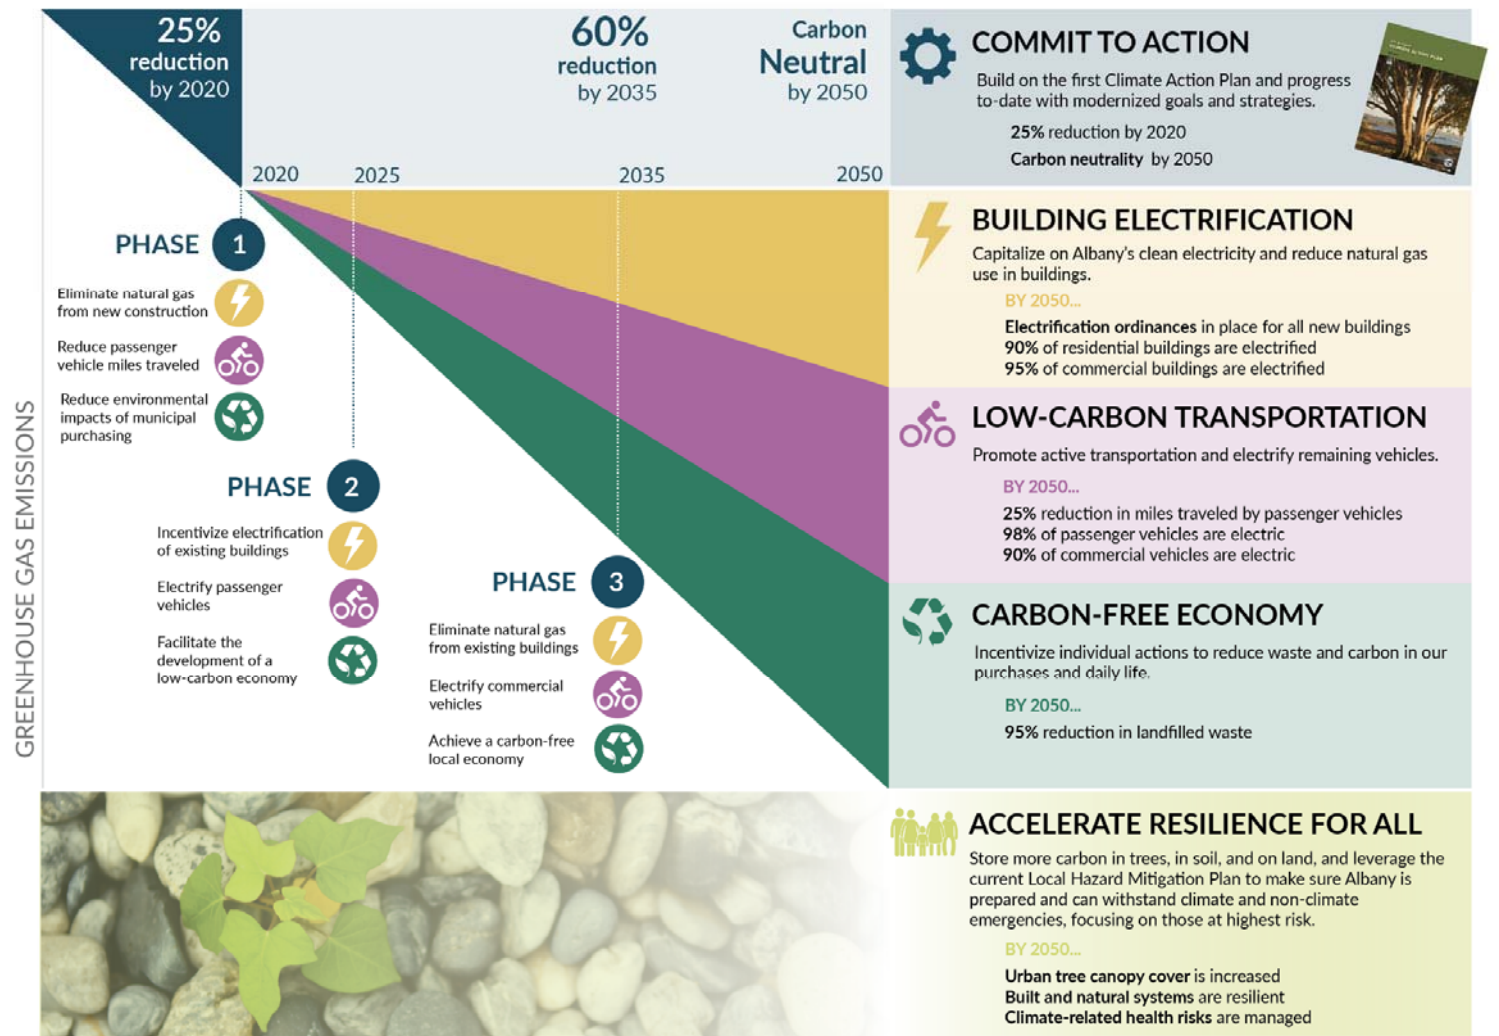 25%
reduction
by 2020
60%
reduction
by 2035
Carbon
Neutral
by 2050
2020
2025
2035
2050
GREENHOUSE GAS EMISSIONS
PHASE 1
Eliminate natural gas
from new construction
Reduce passenger
vehicle miles traveled
Reduce environmental
impacts of municipal
purchasing
PHASE 2
Incentivize electrification
of existing buildings
Electrify passenger
vehicles
Facilitate the
development of a
low-carbon economy
PHASE 3
Eliminate natural gas
from existing buildings
Electrify commercial
vehicles
Achieve a carbon-free
local economy
COMMIT TO ACTION
Build on the first Climate Action Plan and progress
to-date with modernized goals and strategies.
25% reduction by 2020
Carbon neutrality by 2050
BUILDING ELECTRIFICATION
Capitalize on Albany's clean electricity and reduce natural gas
use in buildings.
BY 2050...
Electrification ordinances in place for all new buildings
90% of residential buildings are electrified
95% of commercial buildings are electrified
LOW-CARBON TRANSPORTATION
Promote active transportation and electrify remaining vehicles.
BY 2050...
25% reduction in miles traveled by passenger vehicles
98% of passenger vehicles are electric
90% of commercial vehicles are electric
CARBON-FREE ECONOMY
Incentivize individual actions to reduce waste and carbon in our
purchases and daily life.
BY 2050...
95% reduction in landfilled waste
ACCELERATE RESILIENCE FOR ALL
Store more carbon in trees, in soil, and on land, and leverage the
current Local Hazard Mitigation Plan to make sure Albany is
prepared and can withstand climate and non-climate
emergencies, focusing on those at highest risk.
BY 2050...
Urban tree canopy cover is increased
Built and natural systems are resilient
Climate-related health risks are managed